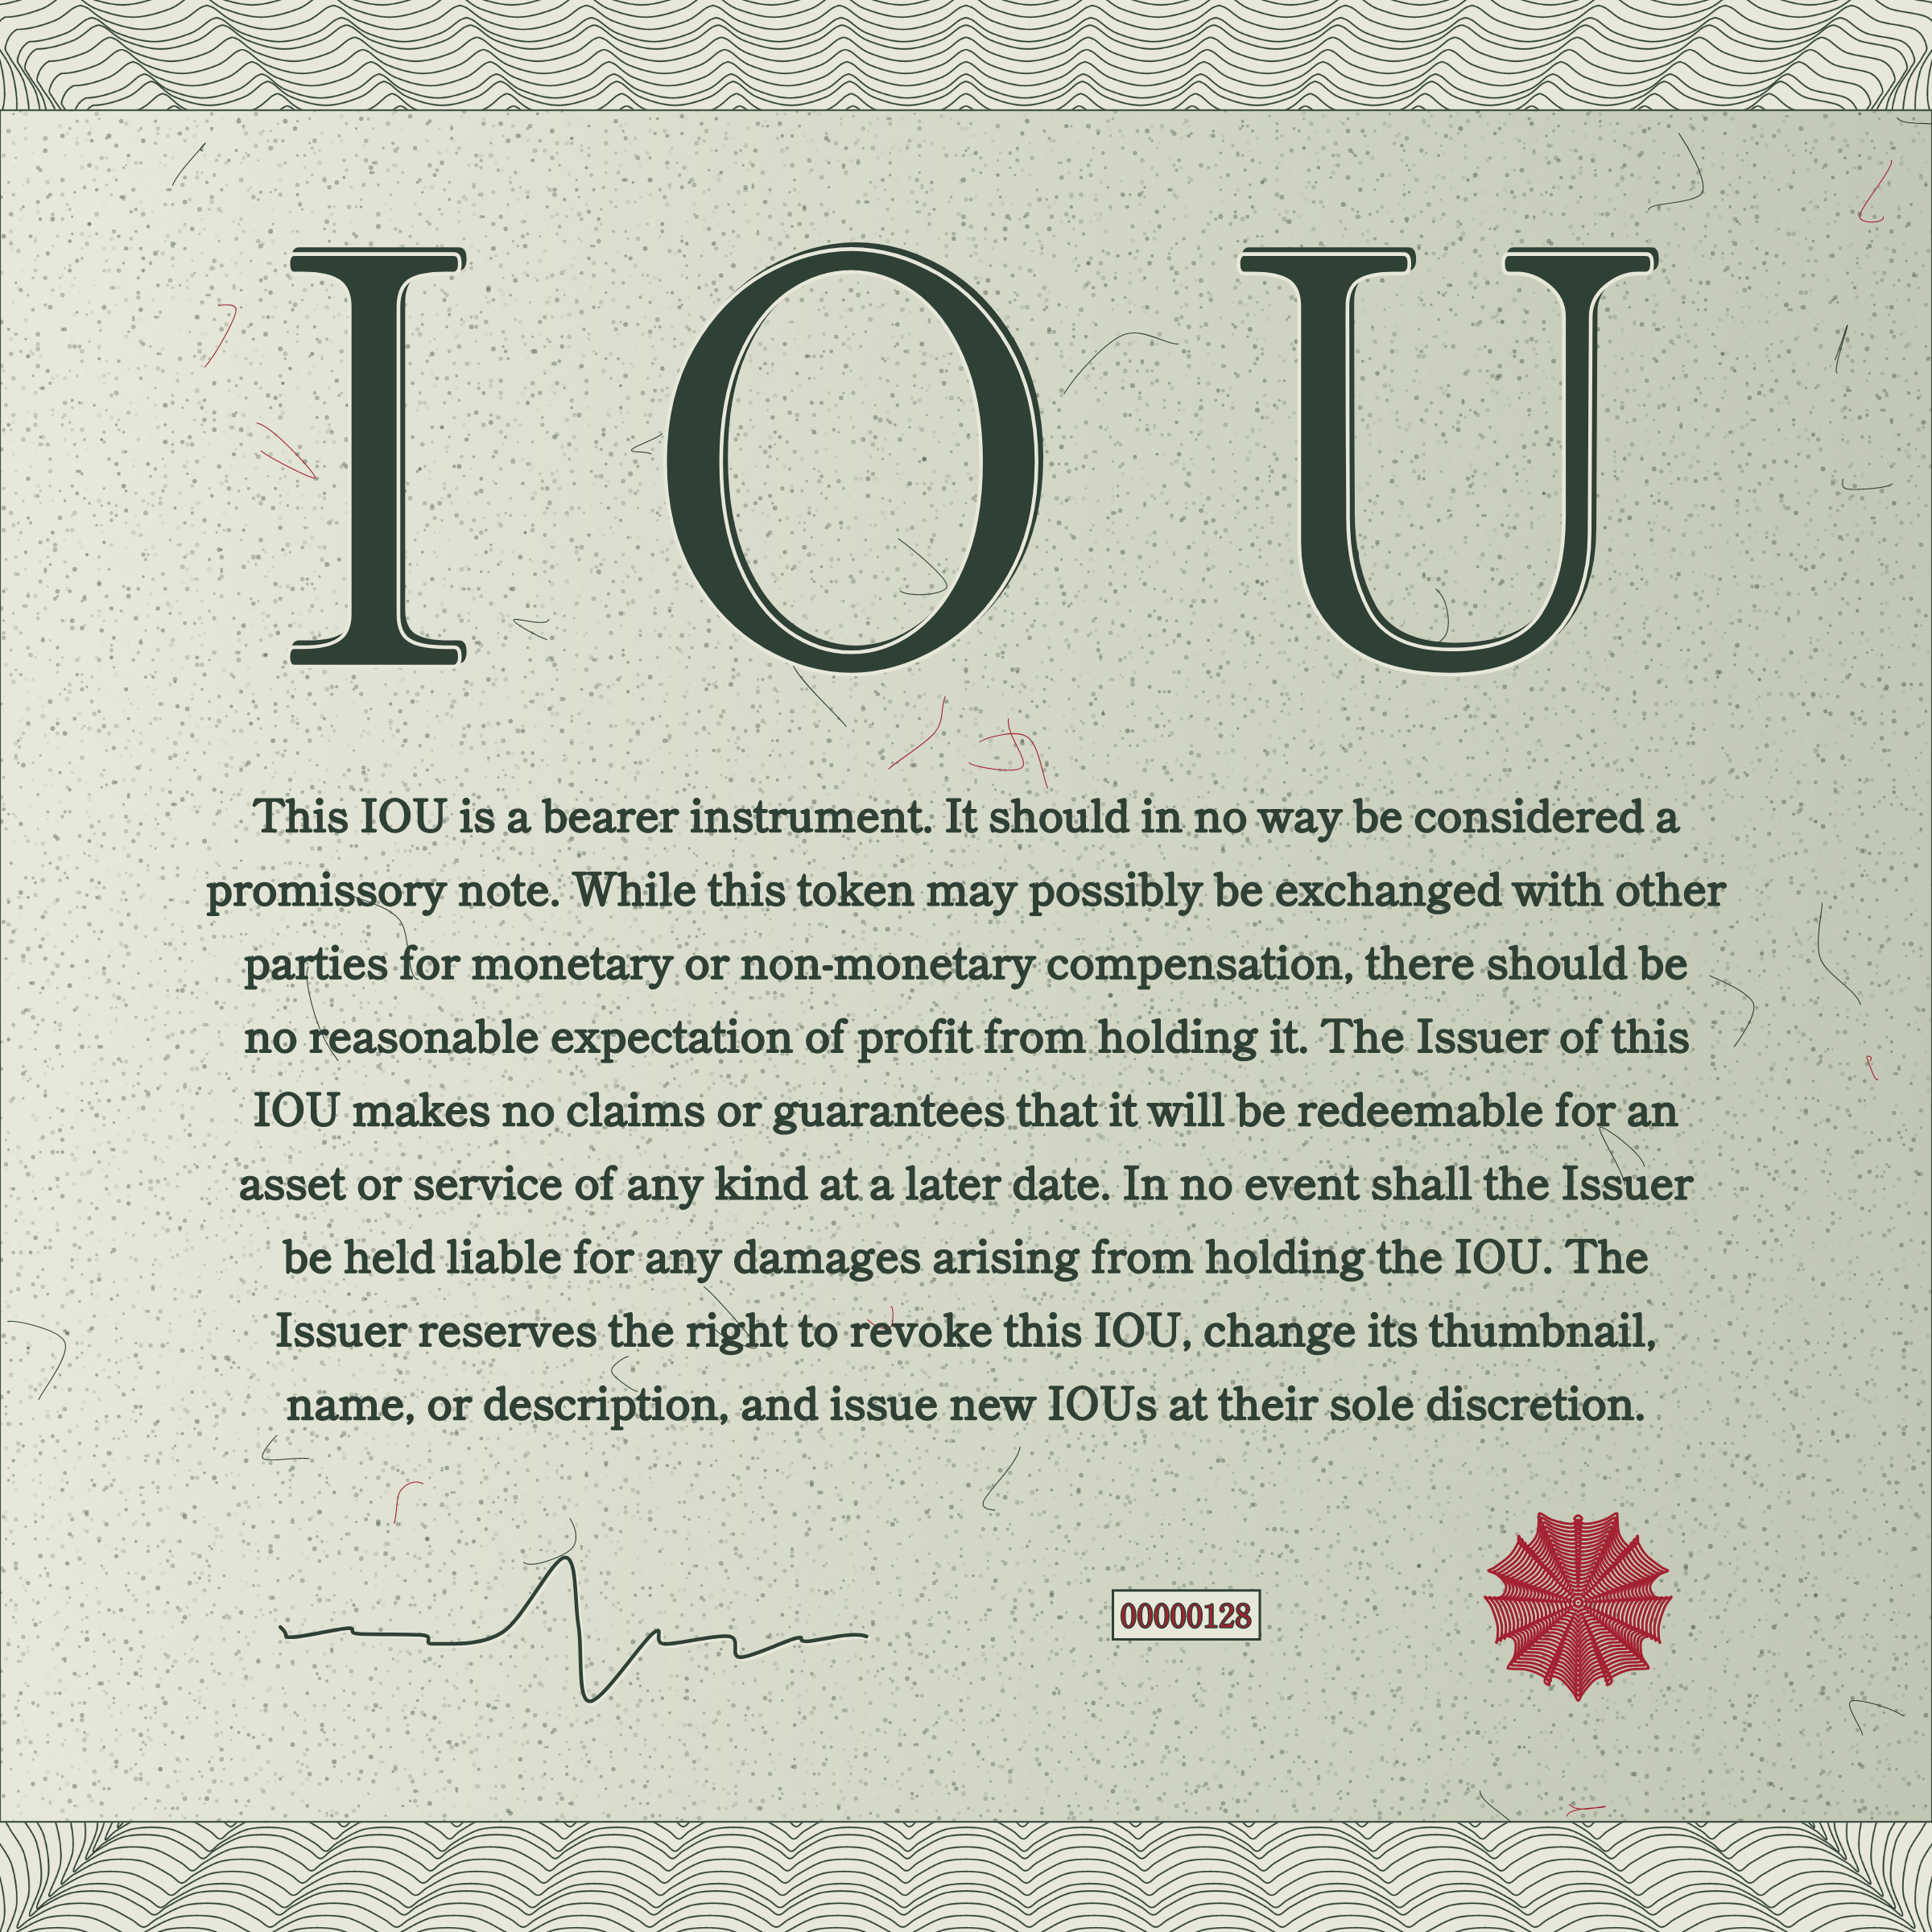 I O U
This IOU is a bearer instrument. It should in no way be considered a
promissory note. While this token may possibly be exchanged with other
parties for monetary or non-monetary compensation, there should be
no reasonable expectation of profit from holding it. The Issuer of this
IOU makes no claims or guarantees that it will be redeemable for an
asset or service of any kind at a later date. In no event shall the Issuer
be held liable for any damages arising from holding the IOU. The
Issuer reserves the right to revoke this IOU, change its thumbnail,
name, or description, and issue new IOUs at their sole discretion.
00000128